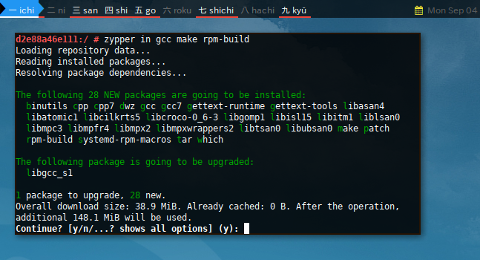 一 ichi 二 ni 三 san 四 shi 五 go 六 roku 七 shichi 八 hachi 九 kyū Mon Sep 04
d2e88a46e111:/ # zypper in gcc make rpm-build
Loading repository data...
Reading installed packages...
Resolving package dependencies...
The following 28 NEW packages are going to be installed:
binutils cpp cpp7 dwz gcc gcc7 gettext-runtime gettext-tools libasan4
libatomic1 libcilkrts5 libcroco-0_6-3 libgomp1 libisl15 libitm1 liblsan0
libmpc3 libmpfr4 libmpx2 libmpxwrappers2 libtsan0 libubsan0 make patch
rpm-build systemd-rpm-macros tar which
The following package is going to be upgraded:
libgcc_s1
1 package to upgrade, 28 new.
Overall download size: 38.9 MiB. Already cached: 0 B. After the operation,
additional 148.1 MiB will be used.
Continue? [y/n/...? shows all options] (y):